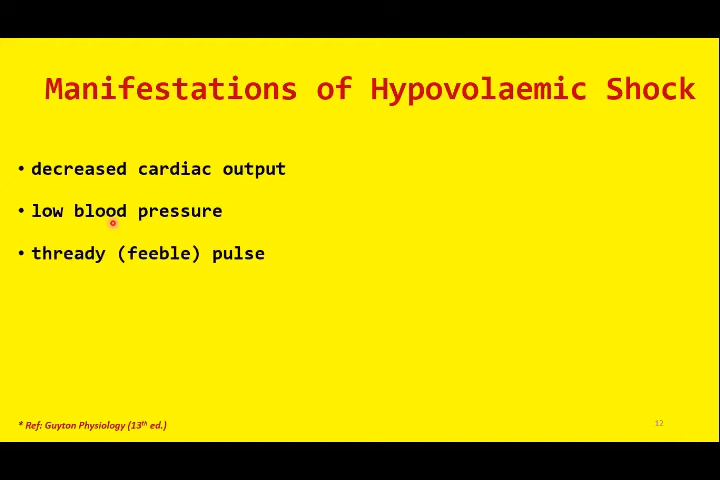 Manifestations of Hypovolaemic Shock
• decreased cardiac output
• low blood pressure
• thready (feeble) pulse
* Ref: Guyton Physiology (13th ed.)
12